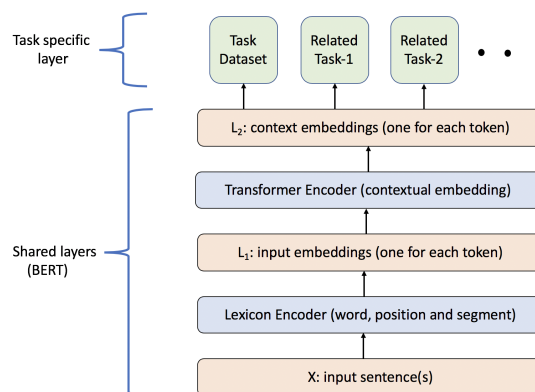 Task specific
layer
Task
Dataset
Related
Task-1
Related
Task-2
L₂: context embeddings (one for each token)
Transformer Encoder (contextual embedding)
Shared layers
(BERT)
L₁: input embeddings (one for each token)
Lexicon Encoder (word, position and segment)
X: input sentence(s)